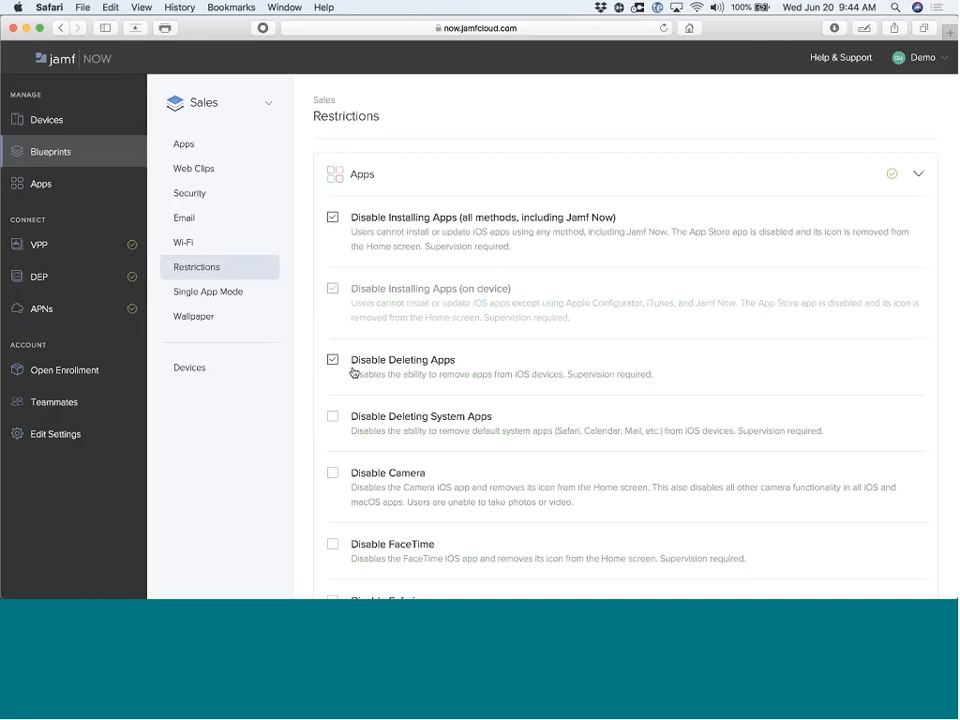 Safari File Edit View History Bookmarks Window Help 100% Wed Jun 20 9:44 AM
now.jamfcloud.com
jamf NOW
Help & Support
DU Demo
MANAGE
Devices
Blueprints
Apps
CONNECT
VPP
DEP
APNs
ACCOUNT
Open Enrollment
Teammates
Edit Settings
Sales
Apps
Web Clips
Security
Email
Wi-Fi
Restrictions
Single App Mode
Wallpaper
Devices
Sales
Restrictions
Apps
Disable Installing Apps (all methods, including Jamf Now)
Users cannot install or update iOS apps using any method, including Jamf Now. The App Store app is disabled and its icon is removed from
the Home screen. Supervision required.
Disable Installing Apps (on device)
Users cannot install or update iOS apps except using Apple Configurator, iTunes, and Jamf Now. The App Store app is disabled and its icon is
removed from the Home screen. Supervision required.
Disable Deleting Apps
Disables the ability to remove apps from iOS devices. Supervision required.
Disable Deleting System Apps
Disables the ability to remove default system apps (Safari, Calendar, Mail, etc.) from iOS devices. Supervision required.
Disable Camera
Disables the Camera iOS app and removes its icon from the Home screen. This also disables all other camera functionality in all iOS and
macOS apps. Users are unable to take photos or video.
Disable FaceTime
Disables the FaceTime iOS app and removes its icon from the Home screen. Supervision required.
Disable Safari